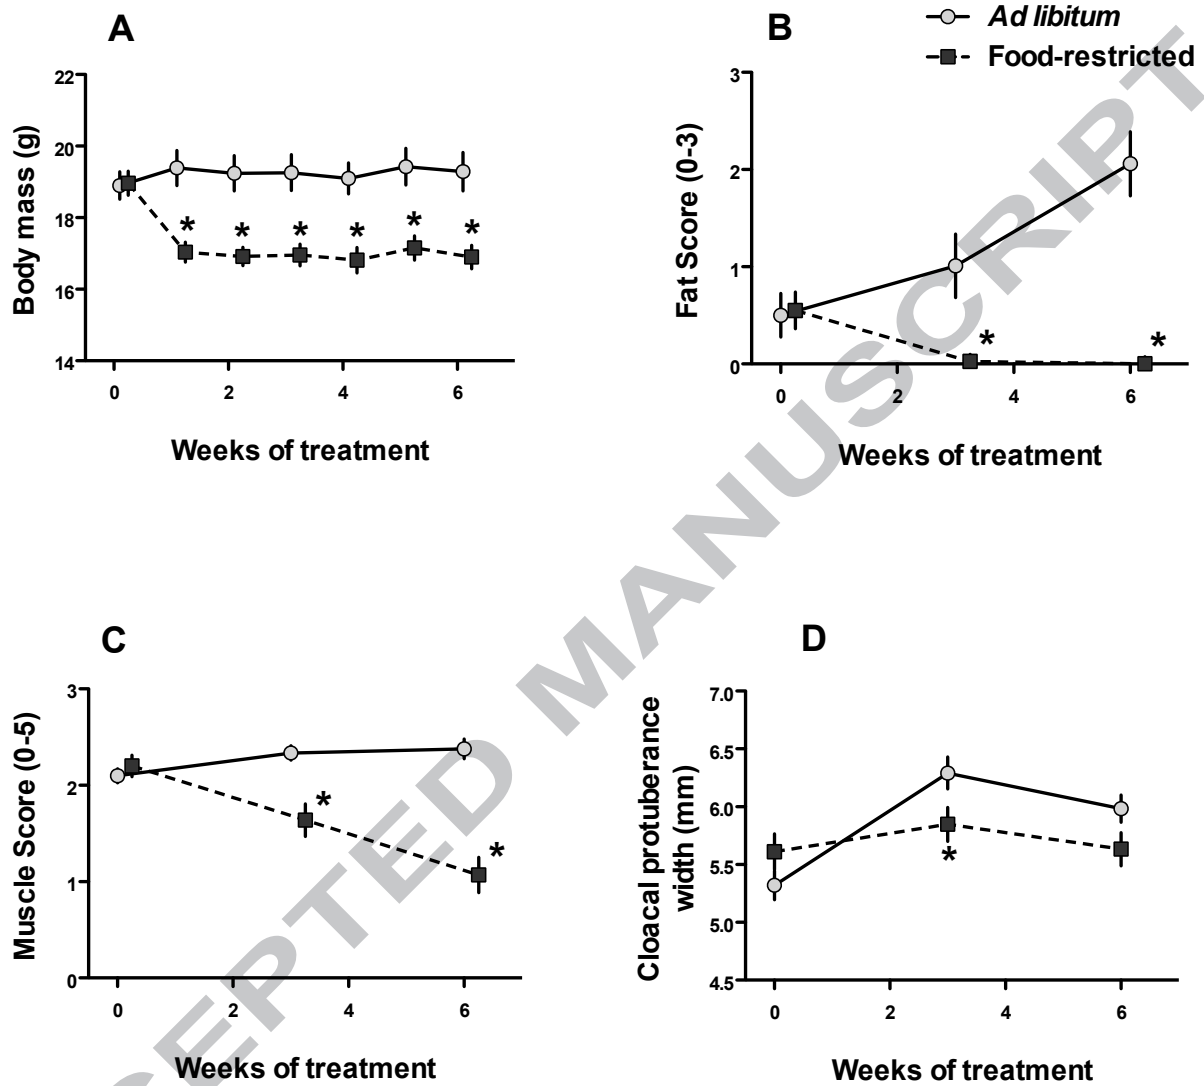 A
22
20
18
16
14
Body mass (g)
* * * * * *
0 2 4 6
Weeks of treatment
B
Ad libitum
Food-restricted
3
2
1
0
Fat Score (0-3)
* *
0 2 4 6
Weeks of treatment
C
3
2
1
0
Muscle Score (0-5)
* *
0 2 4 6
Weeks of treatment
D
7.0
6.5
6.0
5.5
5.0
4.5
Cloacal protuberance
width (mm)
*
0 2 4 6
Weeks of treatment
CEPTED MANUSCRIPT